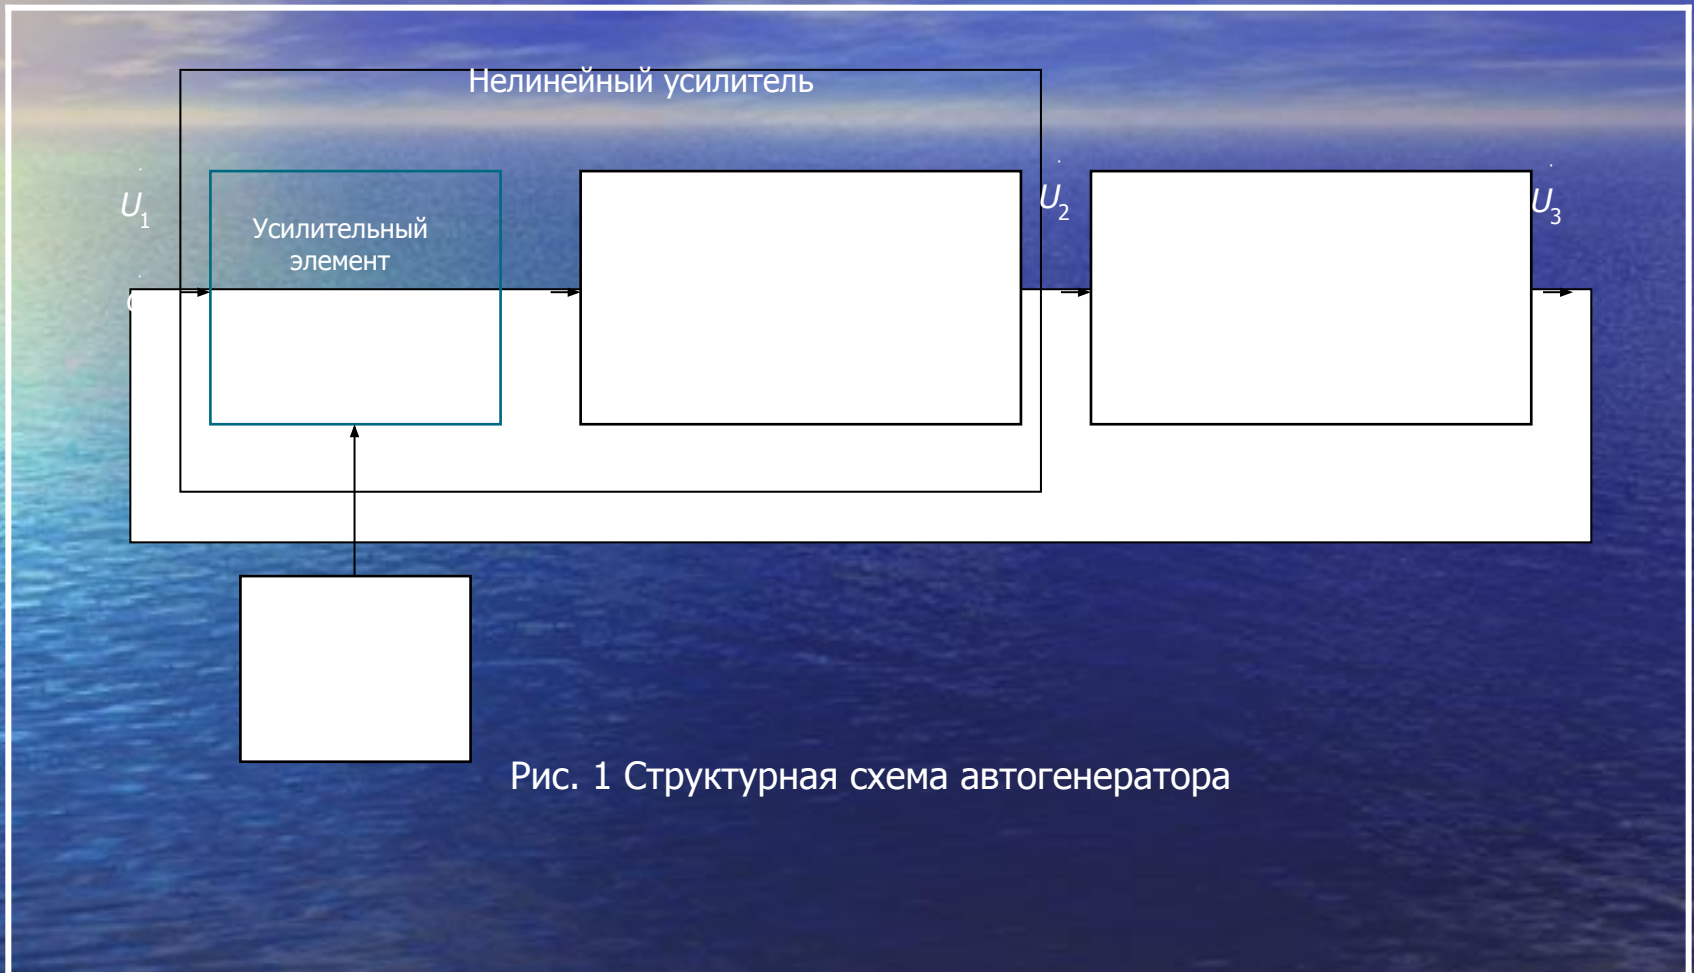 Нелинейный усилитель
U1
U2
U3
Усилительный
элемент
Рис. 1 Структурная схема автогенератора